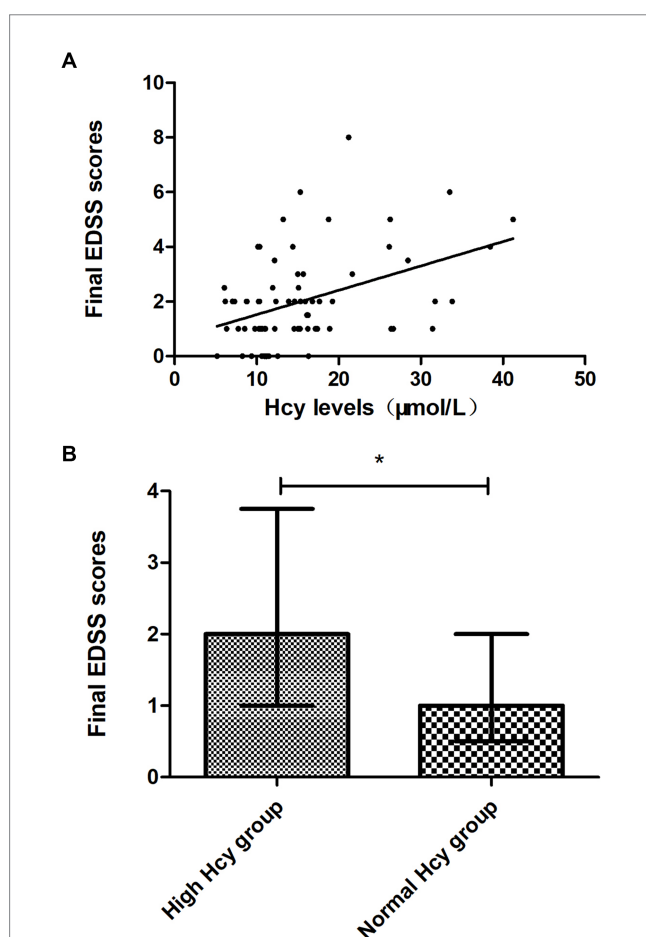 A
10
8
6
4
2
0
Final EDSS scores
0 10 20 30 40 50
Hcy levels（μmol/L）
B
*
4
3
2
1
0
Final EDSS scores
High Hcy group
Normal Hcy group